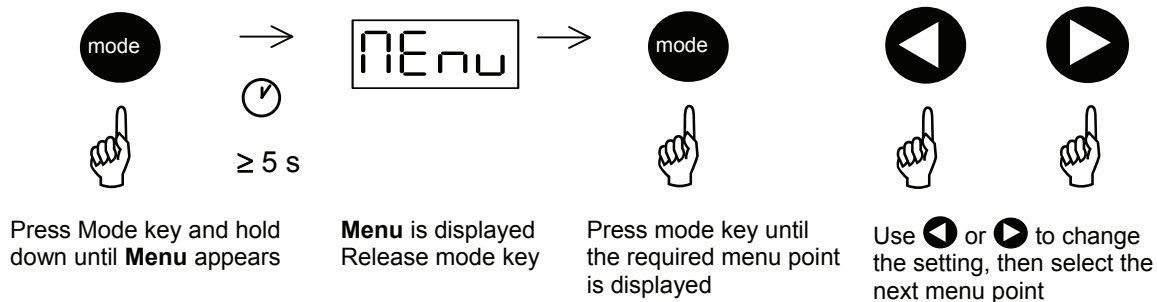 mode
MEnu
mode
≥ 5 s
Press Mode key and hold
down until Menu appears
Menu is displayed
Release mode key
Press mode key until
the required menu point
is displayed
Use or to change
the setting, then select the
next menu point